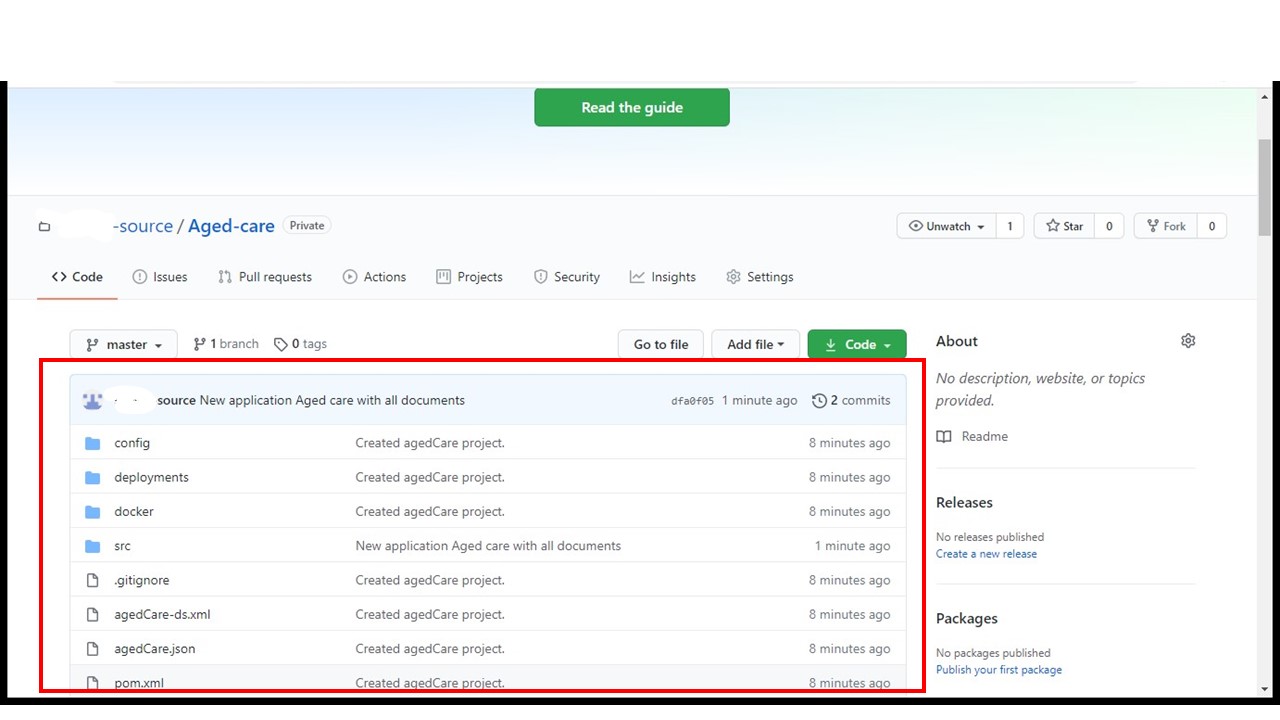 Read the guide
-source / Aged-care Private
Unwatch 1 Star 0 Fork 0
Code Issues Pull requests Actions Projects Security Insights Settings
master 1 branch 0 tags Go to file Add file Code
source New application Aged care with all documents dfa0f05 1 minute ago 2 commits
config Created agedCare project. 8 minutes ago
deployments Created agedCare project. 8 minutes ago
docker Created agedCare project. 8 minutes ago
src New application Aged care with all documents 1 minute ago
.gitignore Created agedCare project. 8 minutes ago
agedCare-ds.xml Created agedCare project. 8 minutes ago
agedCare.json Created agedCare project. 8 minutes ago
pom.xml Created agedCare project. 8 minutes ago
About
No description, website, or topics
provided.
Readme
Releases
No releases published
Create a new release
Packages
No packages published
Publish your first package